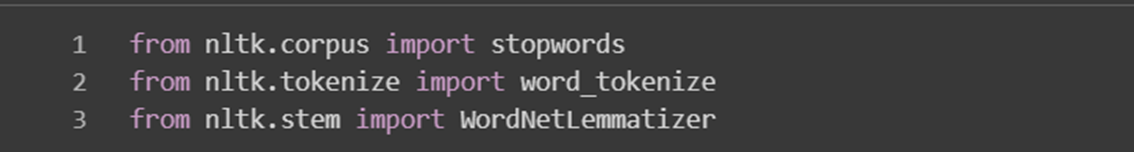 1 from nltk.corpus import stopwords
2 from nltk.tokenize import word_tokenize
3 from nltk.stem import WordNetLemmatizer